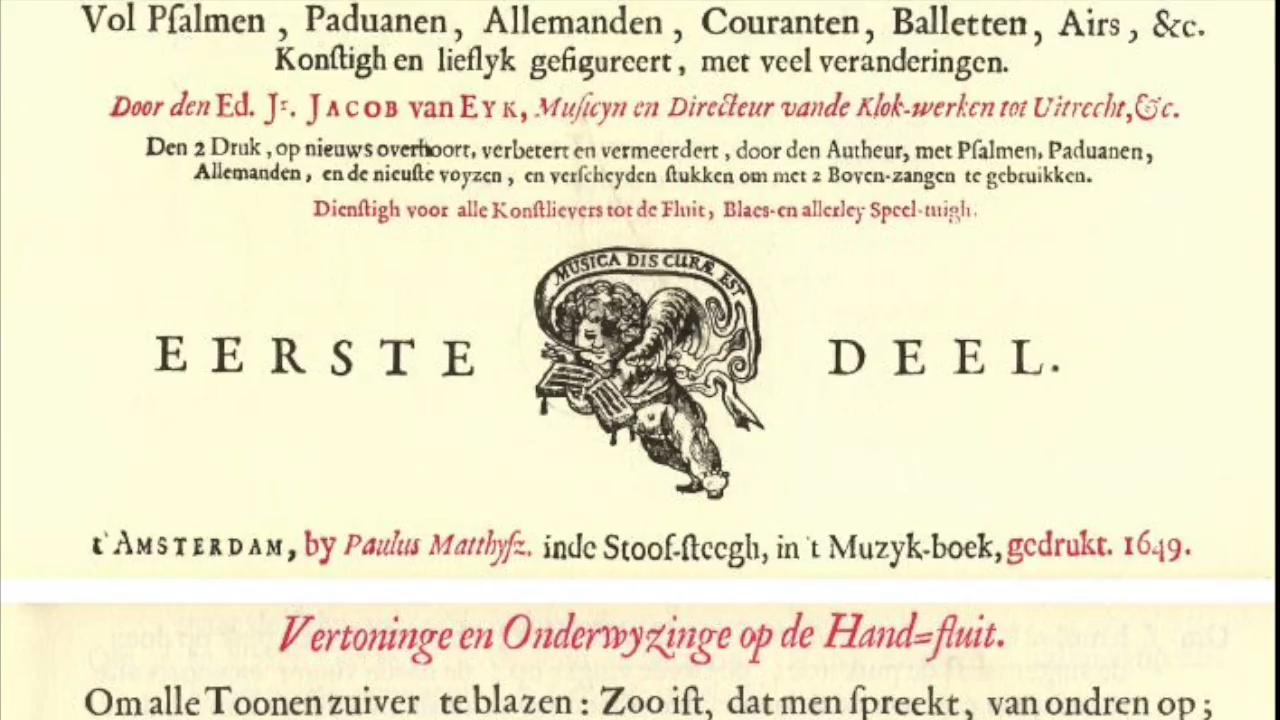 Vol Pſalmen, Paduanen, Allemanden, Couranten, Balletten, Airs, &c.
Konſtigh en lieflyk gefigureert, met veel veranderingen.
Door den Ed. Jr. JACOB van EYK, Muſicyn en Directeur vande Klok-werken tot Uitrecht, &c.
Den 2 Druk, op nieuws overhoort, verbetert en vermeerdert, door den Autheur, met Pſalmen, Paduanen,
Allemanden, en de nieuſte voyzen, en verſcheyden ſtukken om met 2 Boven-zangen te gebruikken.
Dienſtigh voor alle Konſtlievers tot de Fluit, Blaes-en allerley Speel-tuigh.
MUSICA DIS CURÆ EST
EERSTE DEEL.
t'AMSTERDAM, by Paulus Matthyſz. inde Stoof-ſteegh, in 't Muzyk-boek, gedrukt. 1649.
Vertoninge en Onderwyzinge op de Hand=fluit.
Om alle Toonen zuiver te blazen: Zoo iſt, dat men ſpreekt, van ondren op;